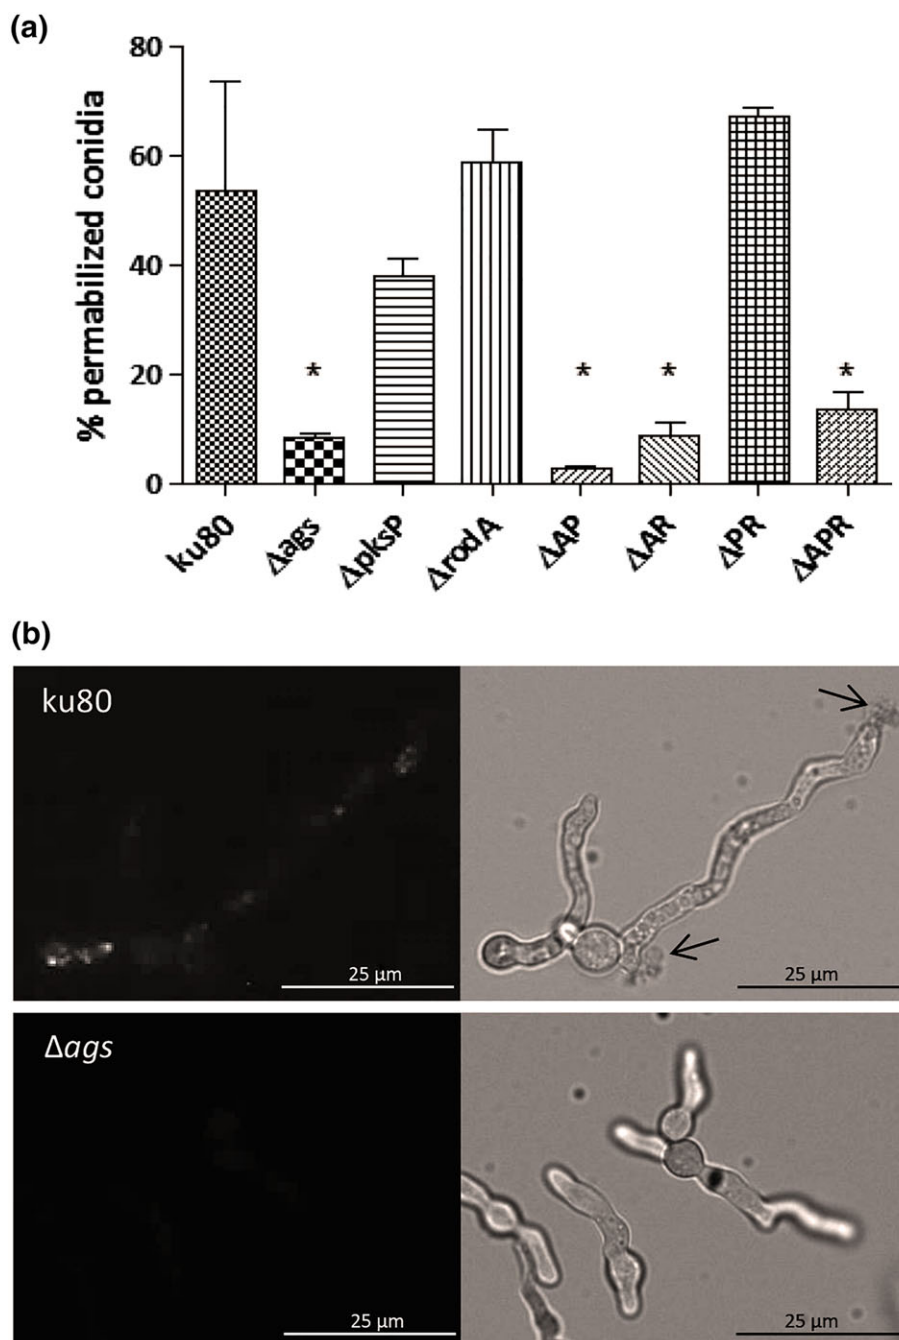 (a)
% permabilized conidia
80
60
40
20
0
* * * *
ku80 Δags ΔpksP ΔrodA ΔAP ΔAR ΔPR ΔAPR
(b)
ku80
25 µm
25 µm
Δags
25 µm
25 µm